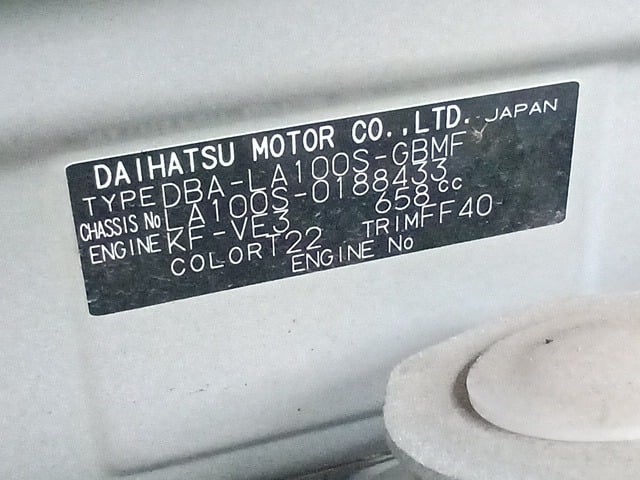 DAIHATSU MOTOR CO.,LTD. JAPAN
TYPE DBA-LA100S-GBMF
CHASSIS No LA100S-0188433
ENGINE KF-VE3 658cc
COLOR T22 TRIM FF40
ENGINE No